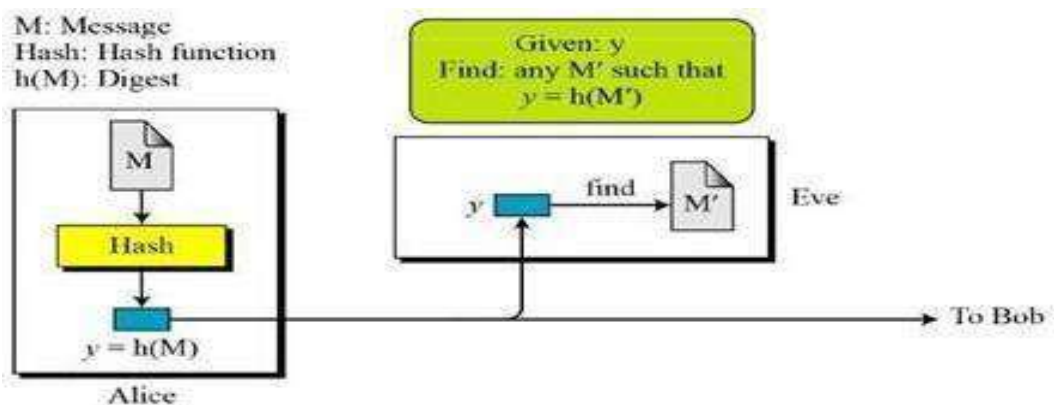 M: Message
Hash: Hash function
h(M): Digest
Given: y
Find: any M′ such that
y = h(M′)
M
Hash
y = h(M)
Alice
y
find
M′
Eve
To Bob